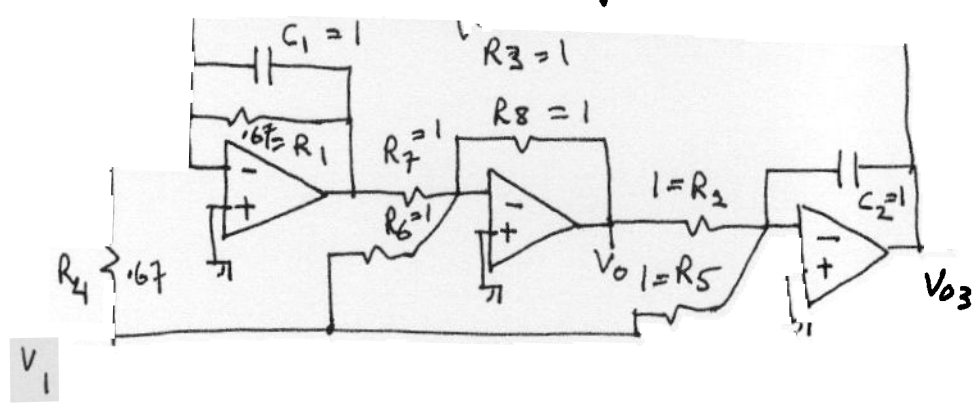 C1 = 1
R3 = 1
.67 = R1
R7 = 1
R8 = 1
R6 = 1
-
+
-
+
1 = R2
C2 = 1
-
+
R4
.67
Vo
1 = R5
Vo3
V1